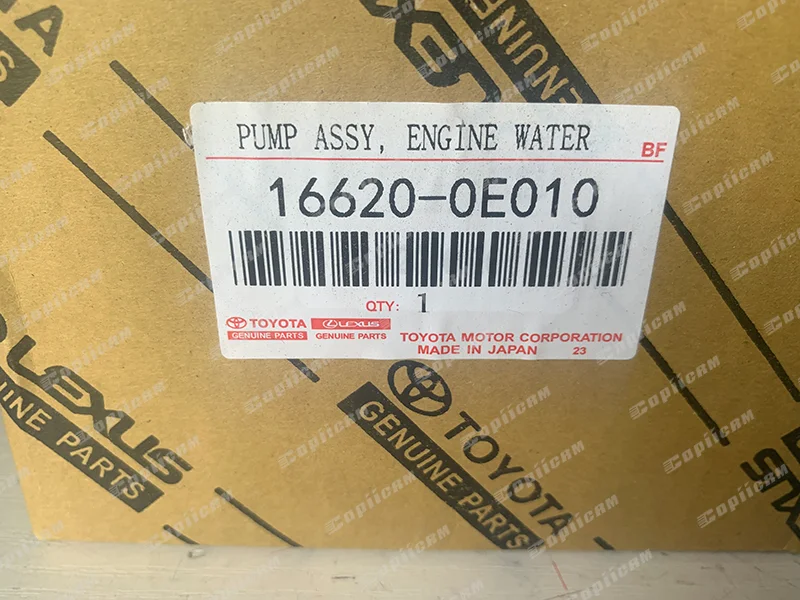 PUMP ASSY, ENGINE WATER
BF
16620-0E010
QTY: 1
TOYOTA
GENUINE PARTS
LEXUS
GENUINE PARTS
TOYOTA MOTOR CORPORATION
MADE IN JAPAN 23
LEXUS
GENUINE PARTS
TOYOTA
GENUINE PARTS
Copiicam